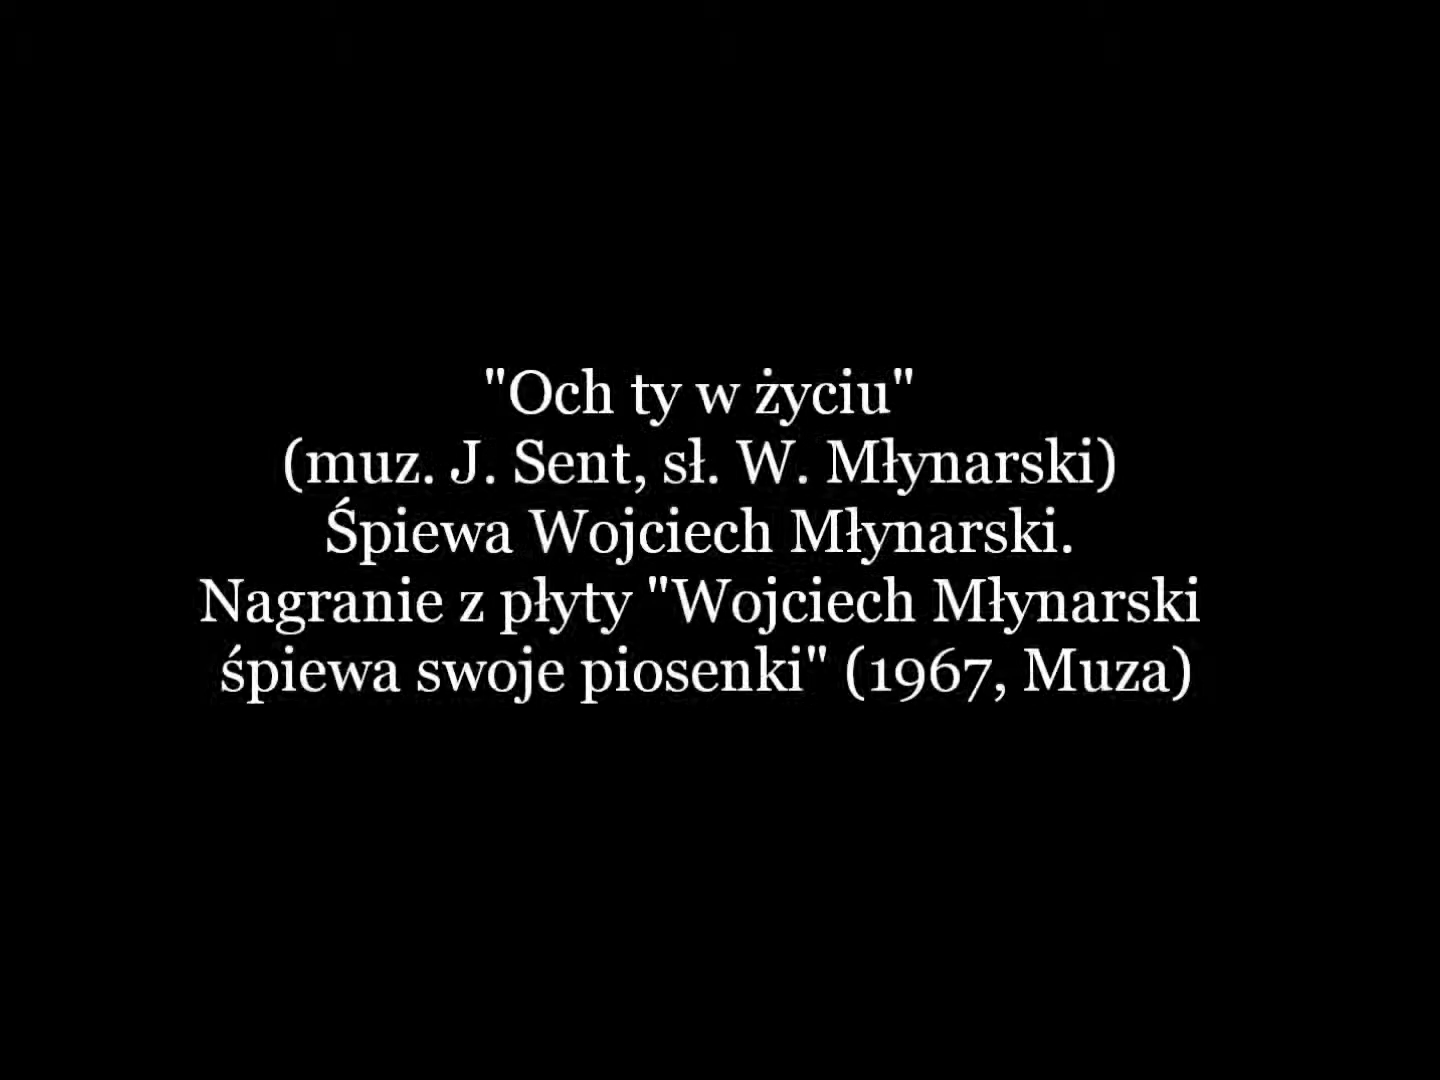 "Och ty w życiu"
(muz. J. Sent, sł. W. Młynarski)
Śpiewa Wojciech Młynarski.
Nagranie z płyty "Wojciech Młynarski
śpiewa swoje piosenki" (1967, Muza)